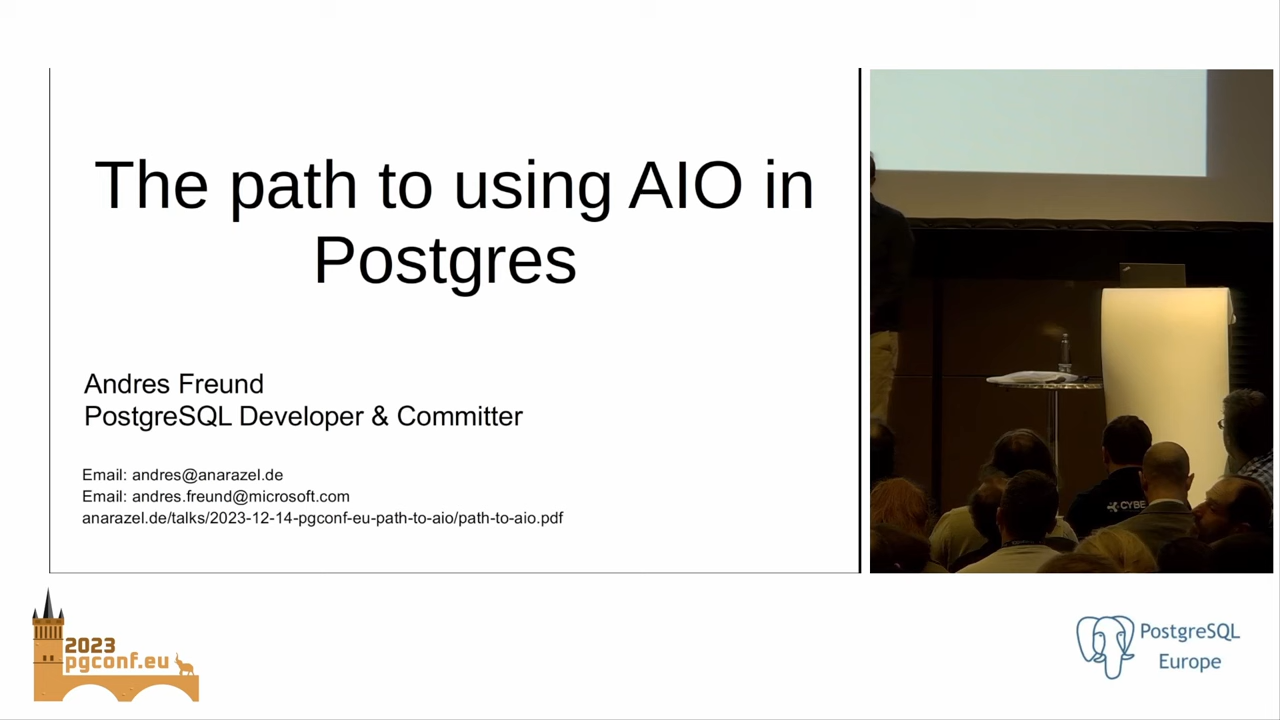 The path to using AIO in
Postgres
Andres Freund
PostgreSQL Developer & Committer
Email: andres@anarazel.de
Email: andres.freund@microsoft.com
anarazel.de/talks/2023-12-14-pgconf-eu-path-to-aio/path-to-aio.pdf
CYBE
2023
pgconf.eu
PostgreSQL
Europe